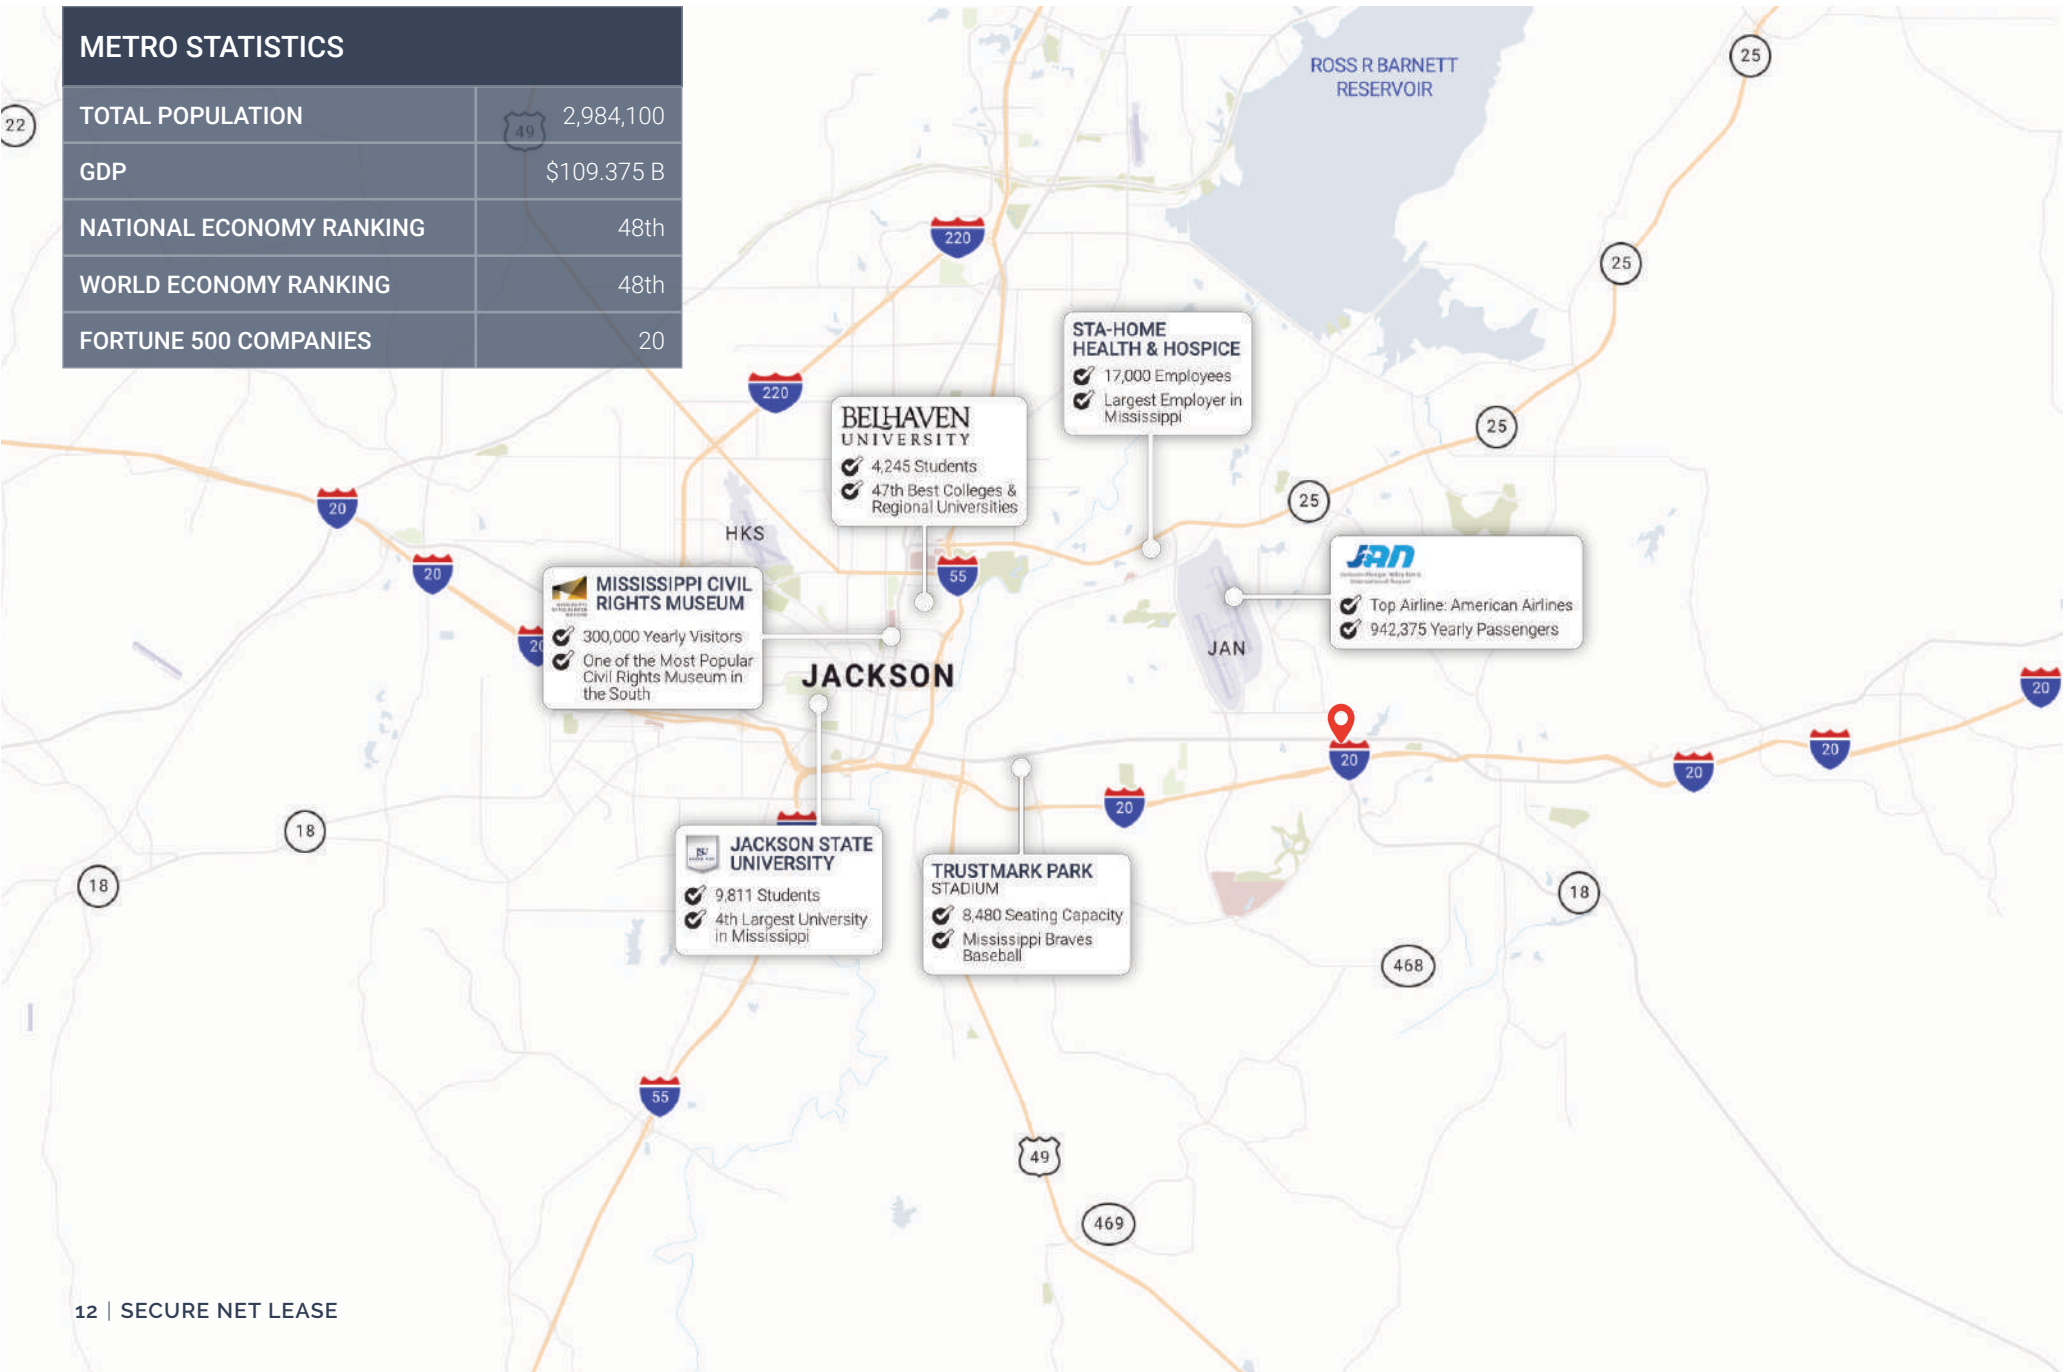 METRO STATISTICS
TOTAL POPULATION 2,984,100
GDP $109.375 B
NATIONAL ECONOMY RANKING 48th
WORLD ECONOMY RANKING 48th
FORTUNE 500 COMPANIES 20
22
49
ROSS R BARNETT
RESERVOIR
25
220
25
STA-HOME
HEALTH & HOSPICE
17,000 Employees
Largest Employer in
Mississippi
220
BELHAVEN
UNIVERSITY
4,245 Students
47th Best Colleges &
Regional Universities
25
25
20
HKS
20
55
JAN
Top Airline: American Airlines
942,375 Yearly Passengers
MISSISSIPPI CIVIL
RIGHTS MUSEUM
300,000 Yearly Visitors
One of the Most Popular
Civil Rights Museum in
the South
20
JACKSON
JAN
20
20
20
20
20
18
18
JACKSON STATE
UNIVERSITY
9,811 Students
4th Largest University
in Mississippi
TRUSTMARK PARK
STADIUM
8,480 Seating Capacity
Mississippi Braves
Baseball
18
468
55
49
469
12 | SECURE NET LEASE